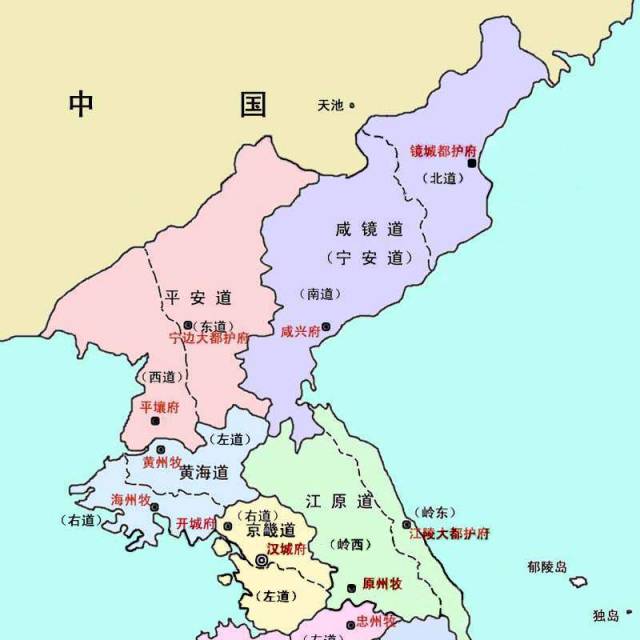 中 国
天池
镜城都护府
(北道)
咸 镜 道
(宁 安 道)
平 安 道
(南道)
(东道)
宁边大都护府
咸兴府
(西道)
平壤府
(左道)
黄州牧
黄海道
海州牧
江 原 道
(右道)
开城府
(右道)
(岭东)
京畿道
江陵大都护府
汉城府
(岭西)
郁陵岛
原州牧
(左道)
独岛
忠州牧
(右道)